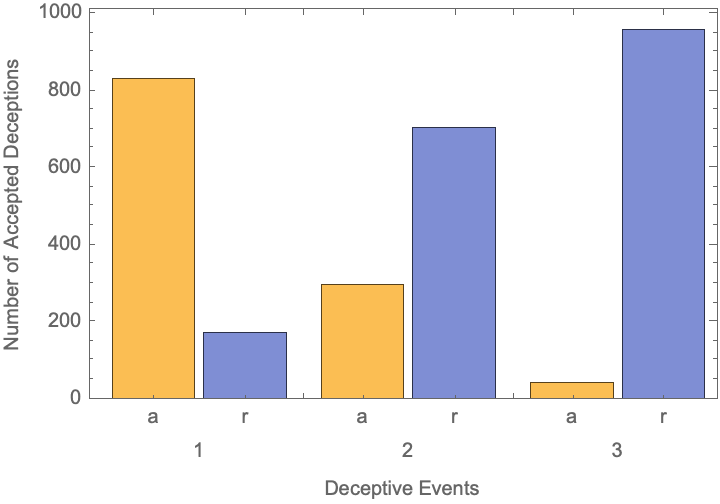 Number of Accepted Deceptions
1000
800
600
400
200
0
a r a r a r
1 2 3
Deceptive Events